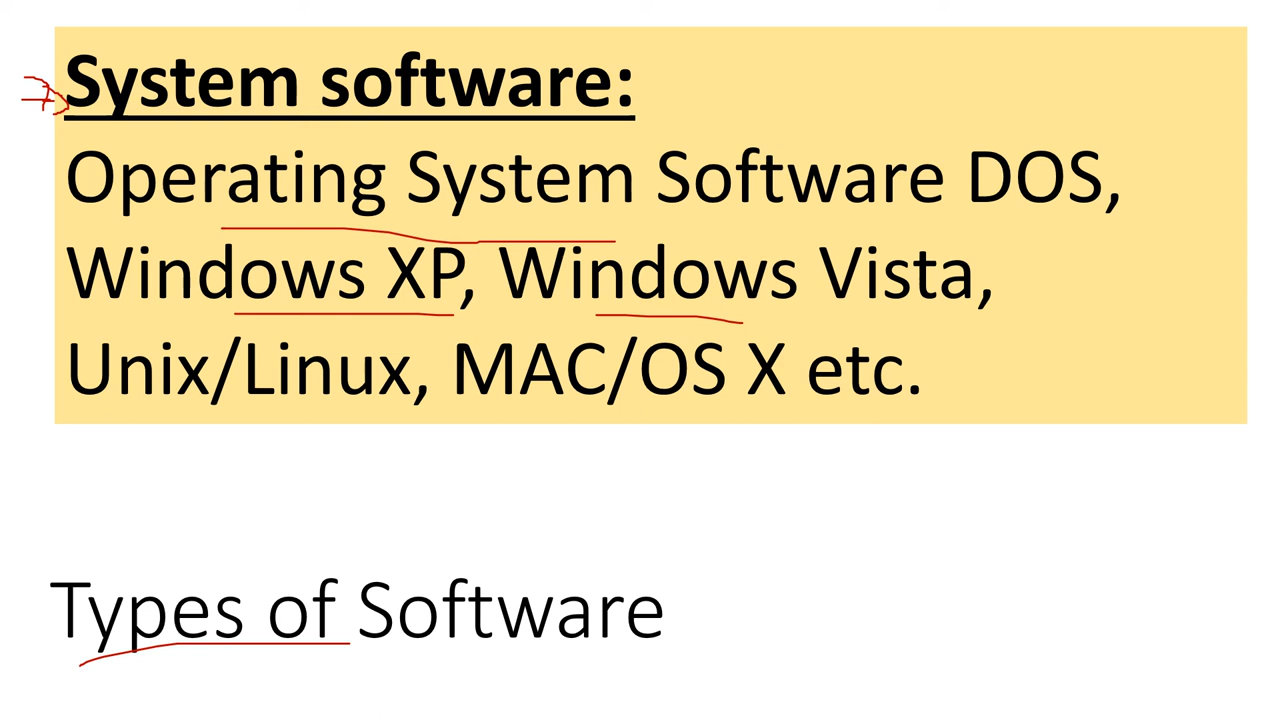 System software:
Operating System Software DOS,
Windows XP, Windows Vista,
Unix/Linux, MAC/OS X etc.
Types of Software